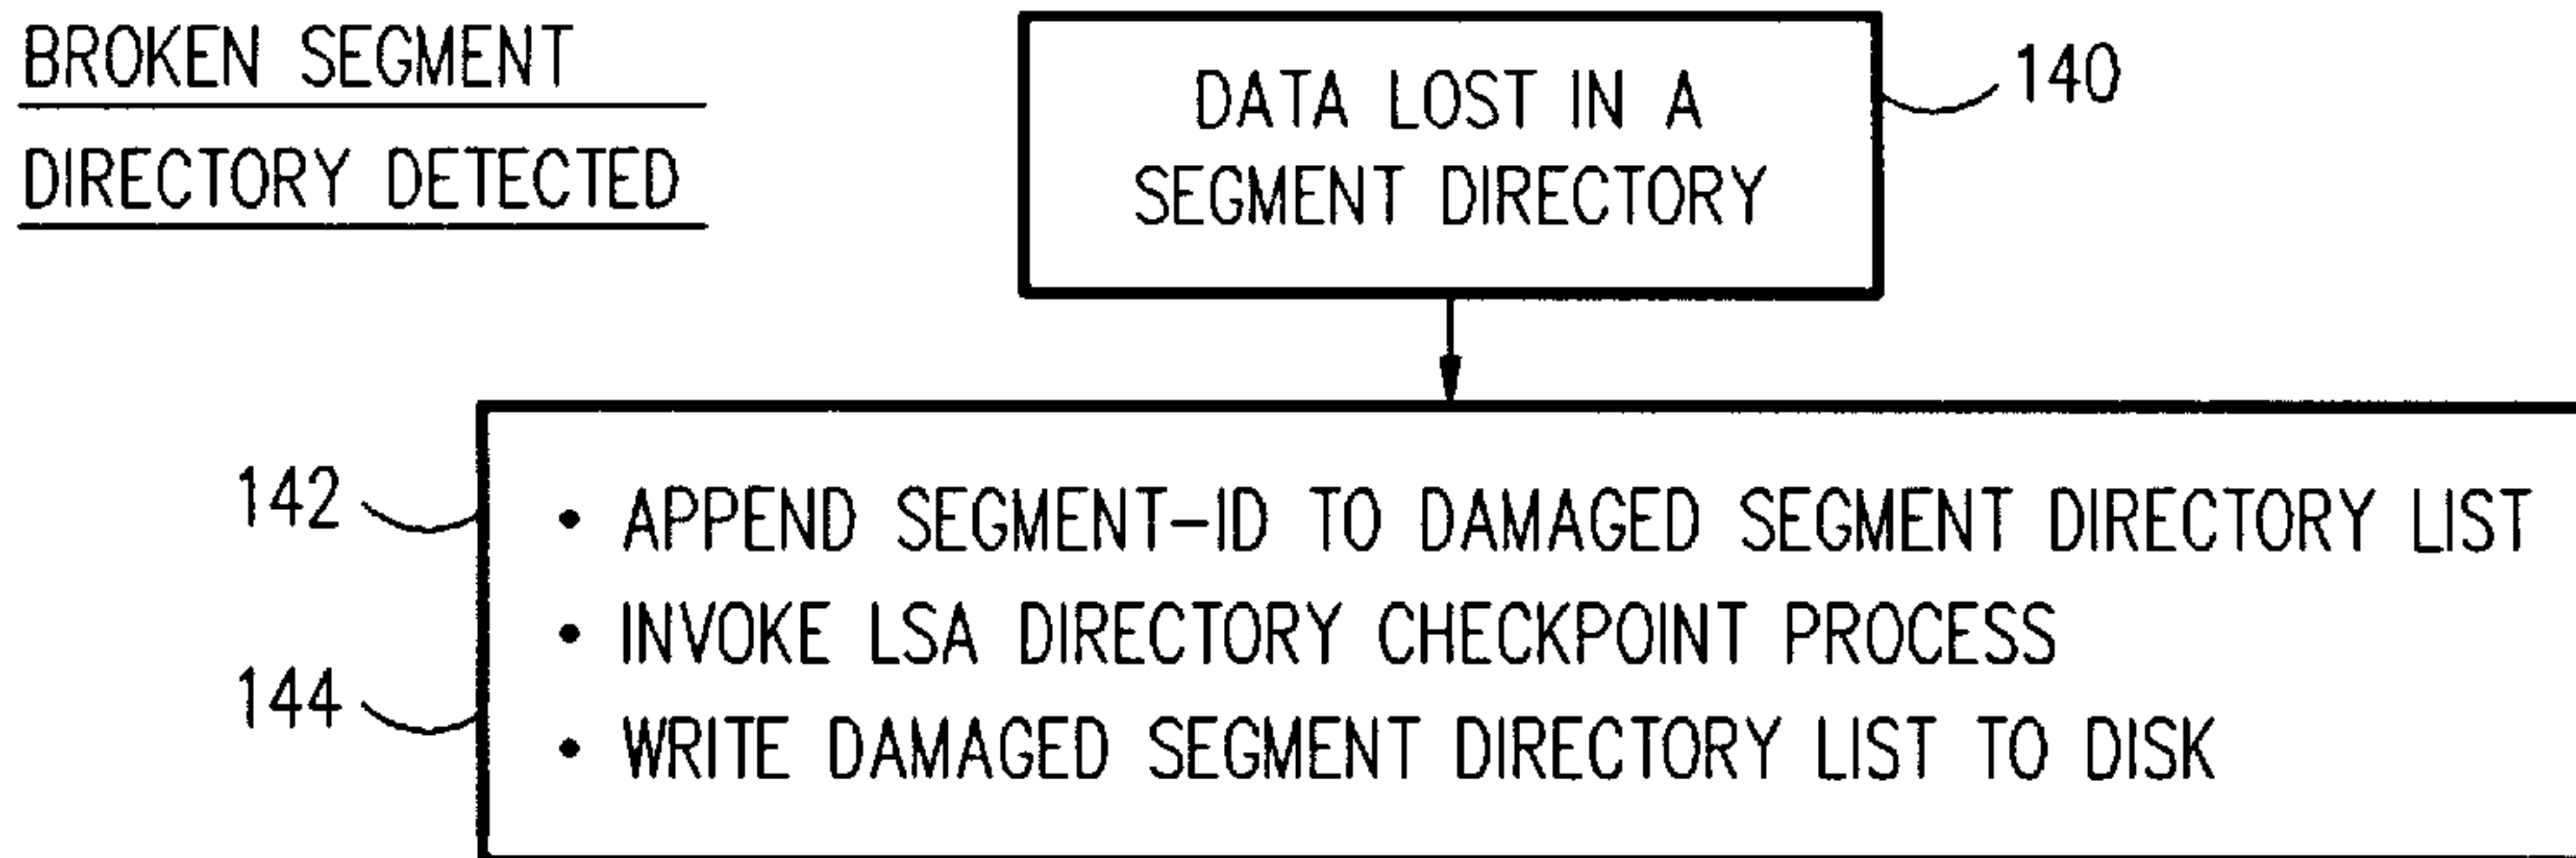 BROKEN SEGMENT
DIRECTORY DETECTED
DATA LOST IN A
SEGMENT DIRECTORY
140
142
• APPEND SEGMENT-ID TO DAMAGED SEGMENT DIRECTORY LIST
• INVOKE LSA DIRECTORY CHECKPOINT PROCESS
144
• WRITE DAMAGED SEGMENT DIRECTORY LIST TO DISK